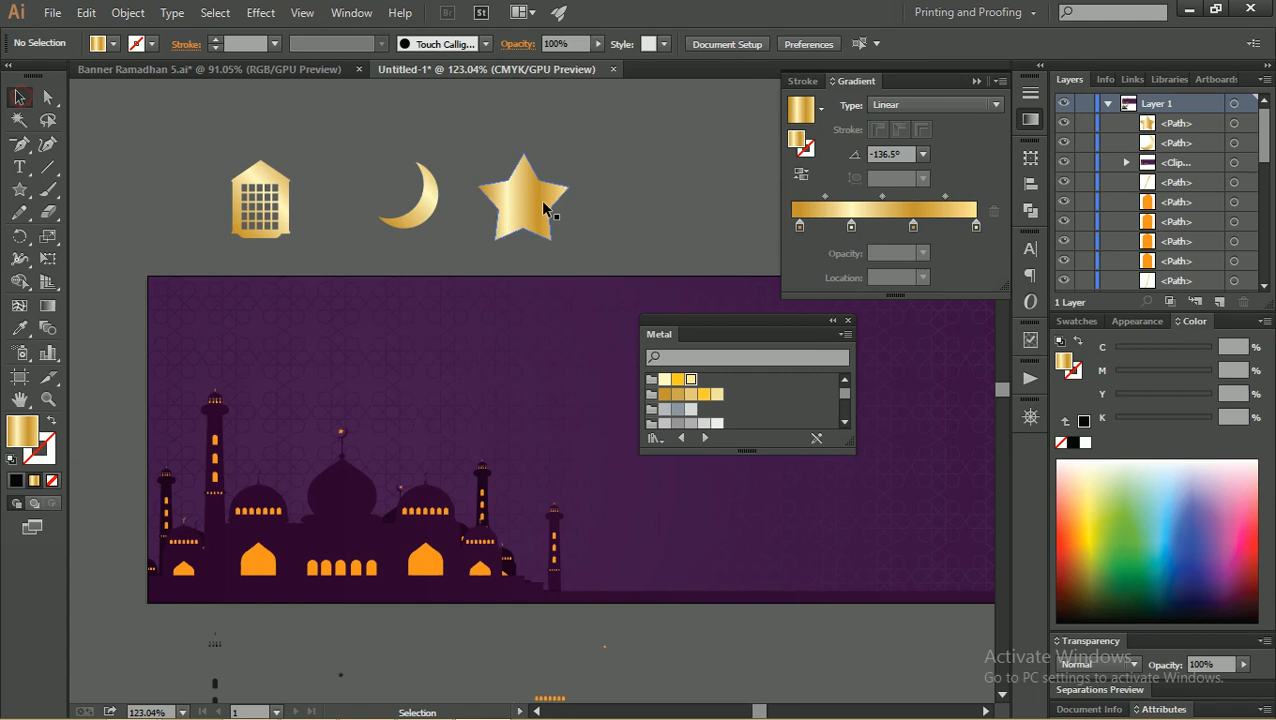 Ai File Edit Object Type Select Effect View Window Help Br St Printing and Proofing
No Selection Stroke: Touch Callig... Opacity: 100% Style: Document Setup Preferences
Banner Ramadhan 5.ai* @ 91.05% (RGB/GPU Preview) × Untitled-1* @ 123.04% (CMYK/GPU Preview) ×
Stroke Gradient
Type: Linear
Stroke:
-136.5°
Opacity:
Location:
Metal
Layers Info Links Libraries Artboards
Layer 1
<Path>
<Path>
<Clip...
<Path>
<Path>
<Path>
<Path>
<Path>
<Path>
1 Layer
Swatches Appearance Color
C %
M %
Y %
K %
Transparency
Normal Opacity: 100%
Separations Preview
Document Info Attributes
Activate Windows
Go to PC settings to activate Windows.
123.04% 1 Selection